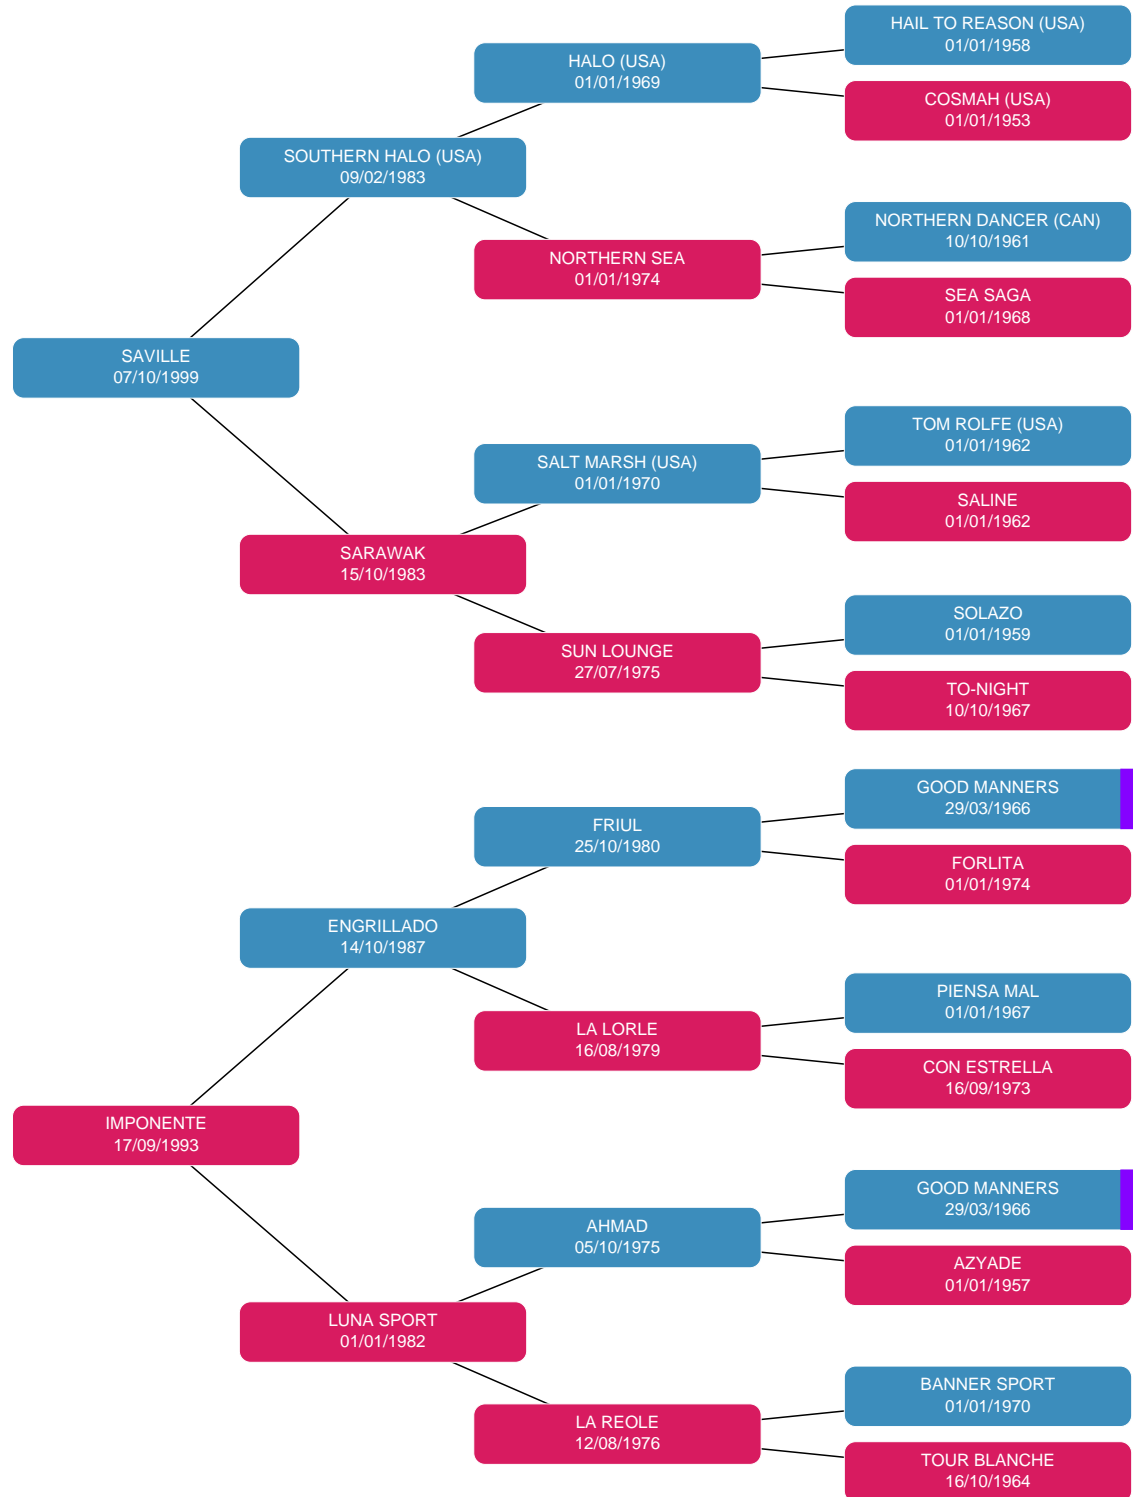 HAIL TO REASON (USA)
01/01/1958
HALO (USA)
01/01/1969
COSMAH (USA)
01/01/1953
SOUTHERN HALO (USA)
09/02/1983
NORTHERN DANCER (CAN)
10/10/1961
NORTHERN SEA
01/01/1974
SEA SAGA
01/01/1968
SAVILLE
07/10/1999
TOM ROLFE (USA)
01/01/1962
SALT MARSH (USA)
01/01/1970
SALINE
01/01/1962
SARAWAK
15/10/1983
SOLAZO
01/01/1959
SUN LOUNGE
27/07/1975
TO-NIGHT
10/10/1967
GOOD MANNERS
29/03/1966
FRIUL
25/10/1980
FORLITA
01/01/1974
ENGRILLADO
14/10/1987
PIENSA MAL
01/01/1967
LA LORLE
16/08/1979
CON ESTRELLA
16/09/1973
IMPONENTE
17/09/1993
GOOD MANNERS
29/03/1966
AHMAD
05/10/1975
AZYADE
01/01/1957
LUNA SPORT
01/01/1982
BANNER SPORT
01/01/1970
LA REOLE
12/08/1976
TOUR BLANCHE
16/10/1964